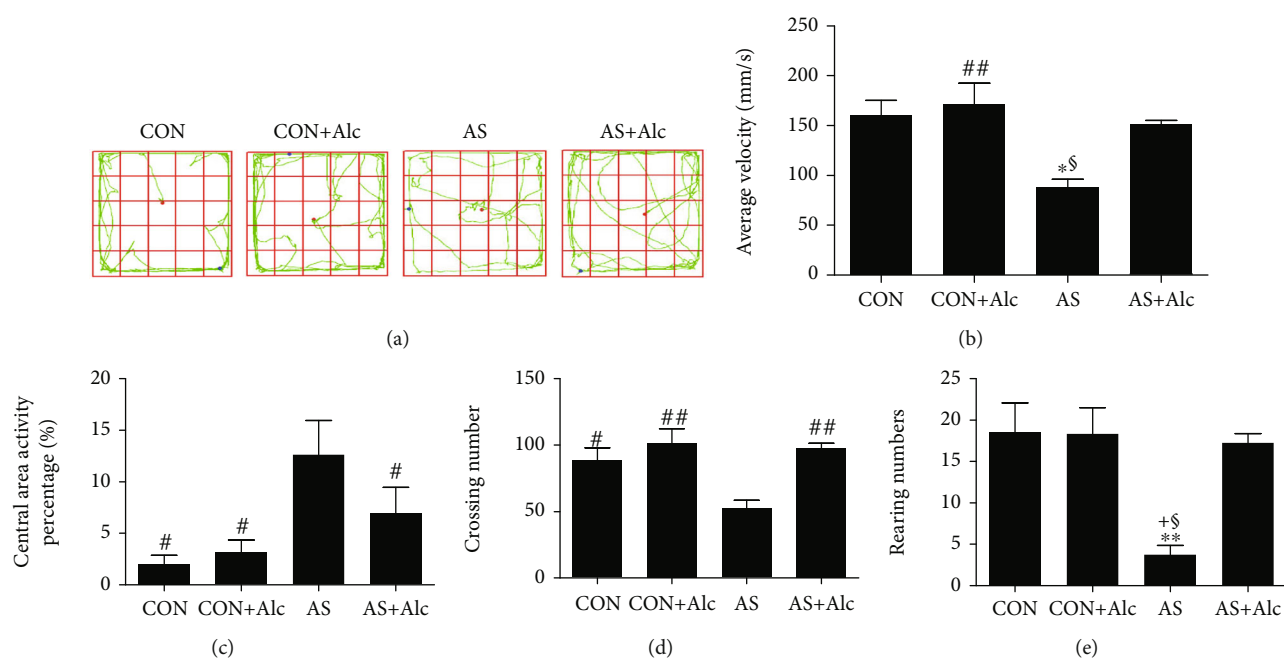 CON CON+Alc AS AS+Alc
(a)
Average velocity (mm/s)
250
200
150
100
50
0
##
*§
CON CON+Alc AS AS+Alc
(b)
Central area activity
percentage (%)
20
15
10
5
0
#
#
#
CON CON+Alc AS AS+Alc
(c)
Crossing number
150
100
50
0
#
##
##
CON CON+Alc AS AS+Alc
(d)
Rearing numbers
25
20
15
10
5
0
+§
**
CON CON+Alc AS AS+Alc
(e)